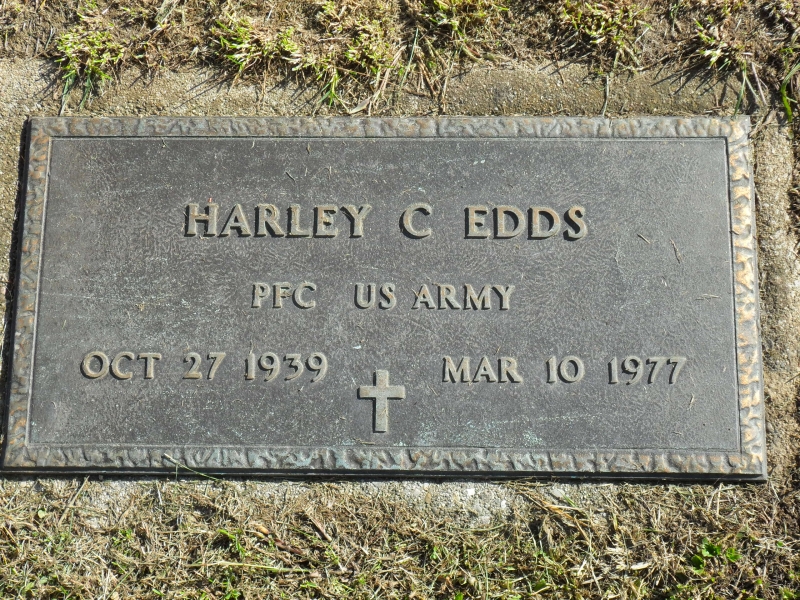 HARLEY C EDDS
PFC US ARMY
OCT 27 1939 MAR 10 1977